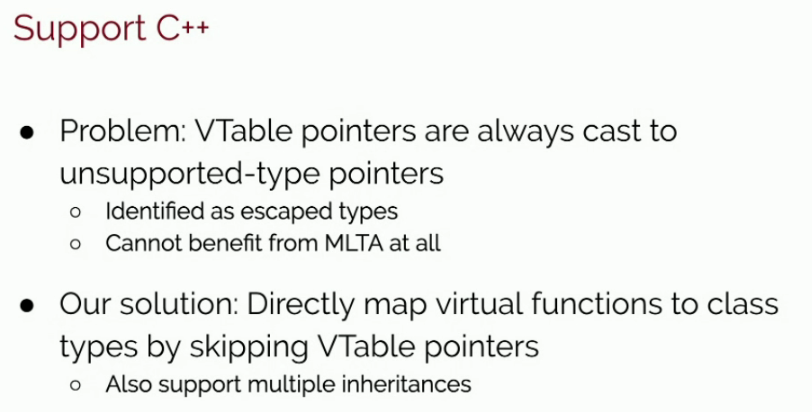 Support C++
● Problem: VTable pointers are always cast to
unsupported-type pointers
○ Identified as escaped types
○ Cannot benefit from MLTA at all
● Our solution: Directly map virtual functions to class
types by skipping VTable pointers
○ Also support multiple inheritances